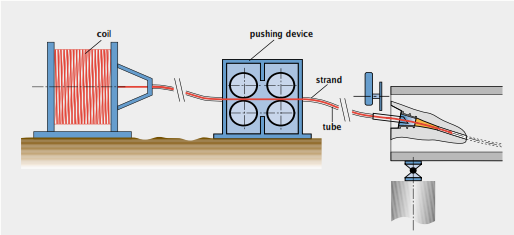 coil
pushing device
strand
tube